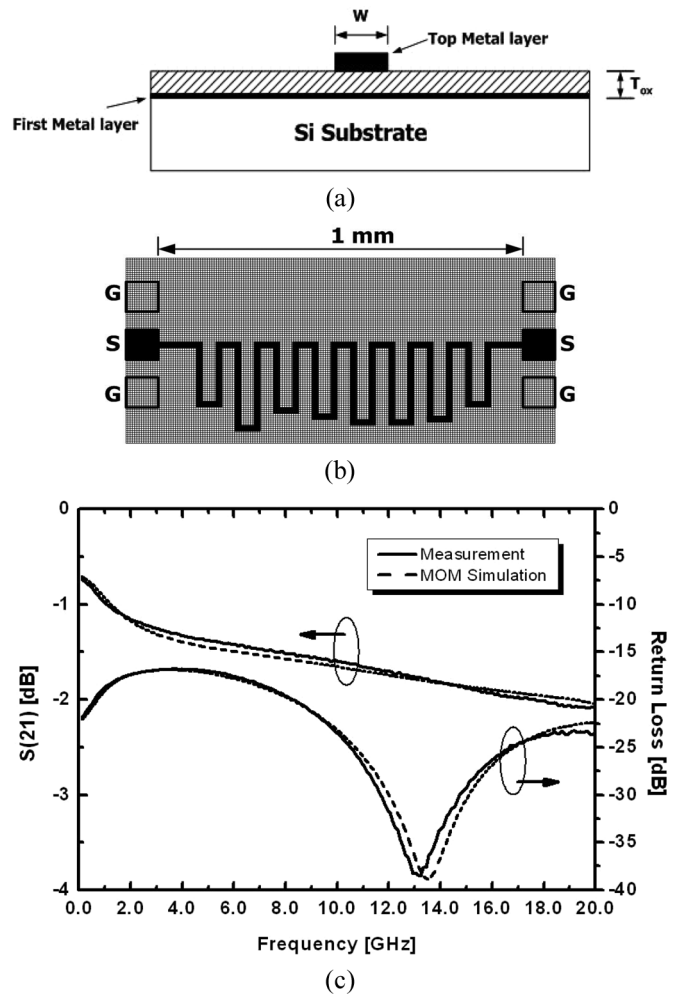 W
Top Metal layer
Tox
First Metal layer
Si Substrate
(a)
1 mm
G G
S S
G G
(b)
0 0
Measurement
MOM Simulation
-5
-1 -10
-15
-2 -20
-25
-3 -30
-35
-4 -40
S(21) [dB]
Return Loss [dB]
0.0 2.0 4.0 6.0 8.0 10.0 12.0 14.0 16.0 18.0 20.0
Frequency [GHz]
(c)